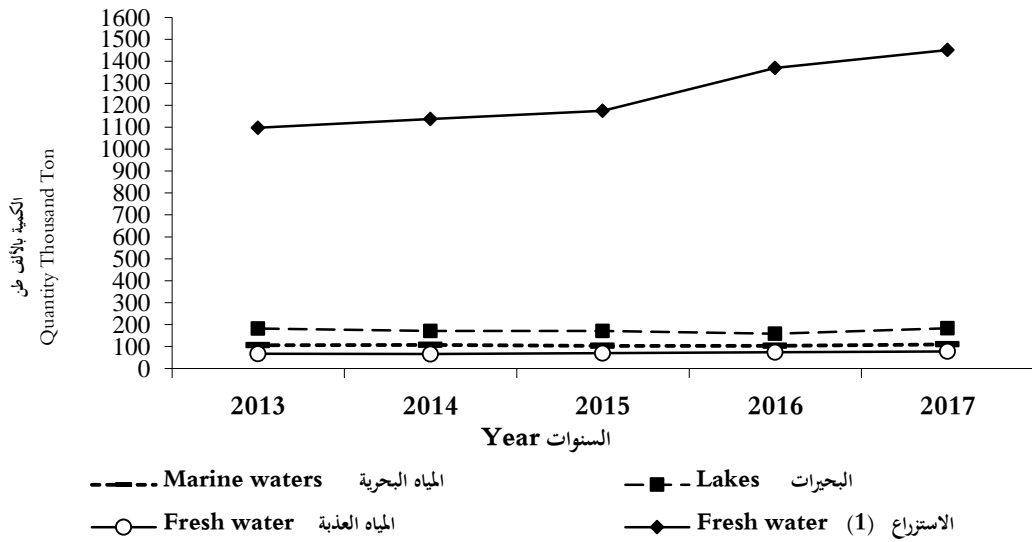 1600
1500
1400
1300
1200
1100
1000
900
800
700
600
500
400
300
200
100
0
الكمية بالألف طن
Quantity Thousand Ton
2013 2014 2015 2016 2017
Year السنوات
Marine waters المياه البحرية
Lakes البحيرات
Fresh water المياه العذبة
Fresh water (1) الاستزراع